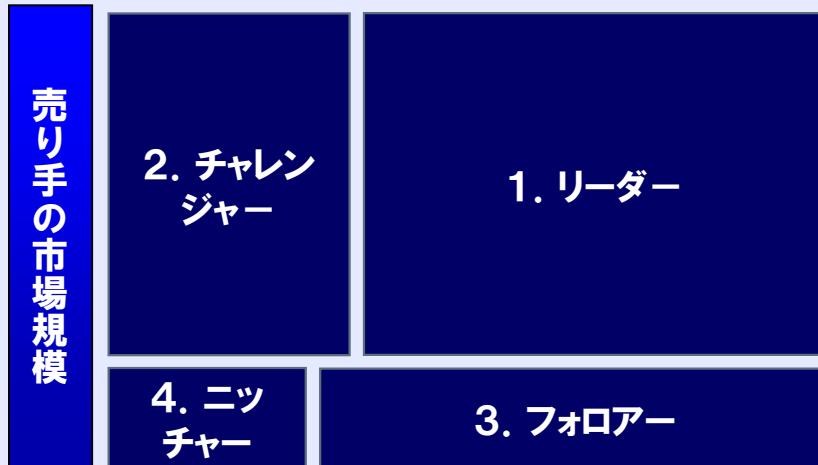 売り手の市場規模
2. チャレン
ジャー
1. リーダー
4. ニッ
チャー
3. フォロアー